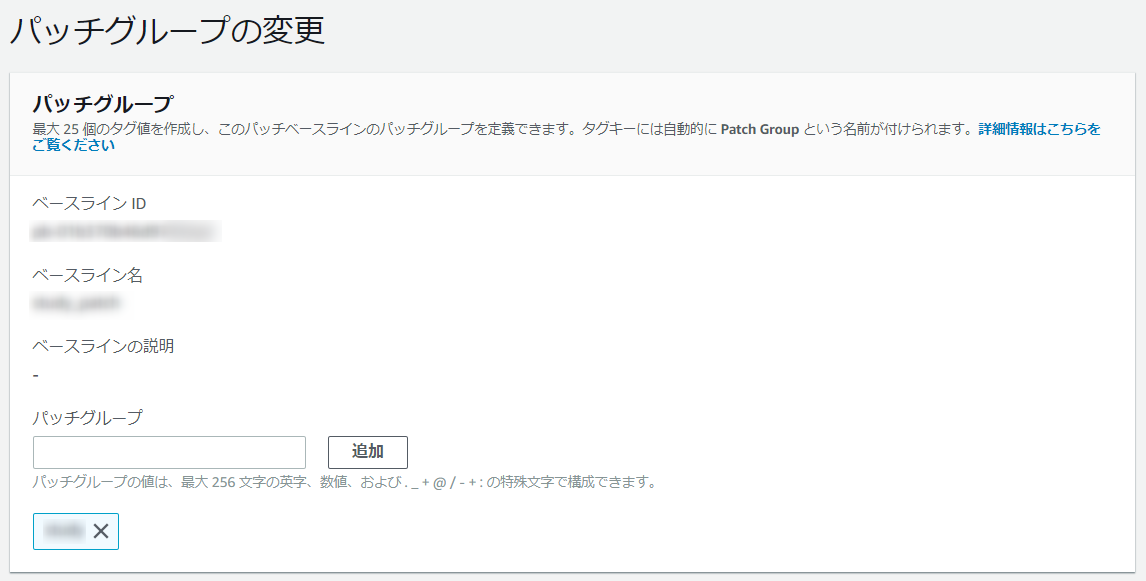 パッチグループの変更
パッチグループ
最大 25 個のタグ値を作成し、このパッチベースラインのパッチグループを定義できます。タグキーには自動的に Patch Group という名前が付けられます。詳細情報はこちらを
ご覧ください
ベースライン ID
ベースライン名
ベースラインの説明
-
パッチグループ
追加
パッチグループの値は、最大 256 文字の英字、数値、および . _ + @ / - + : の特殊文字で構成できます。